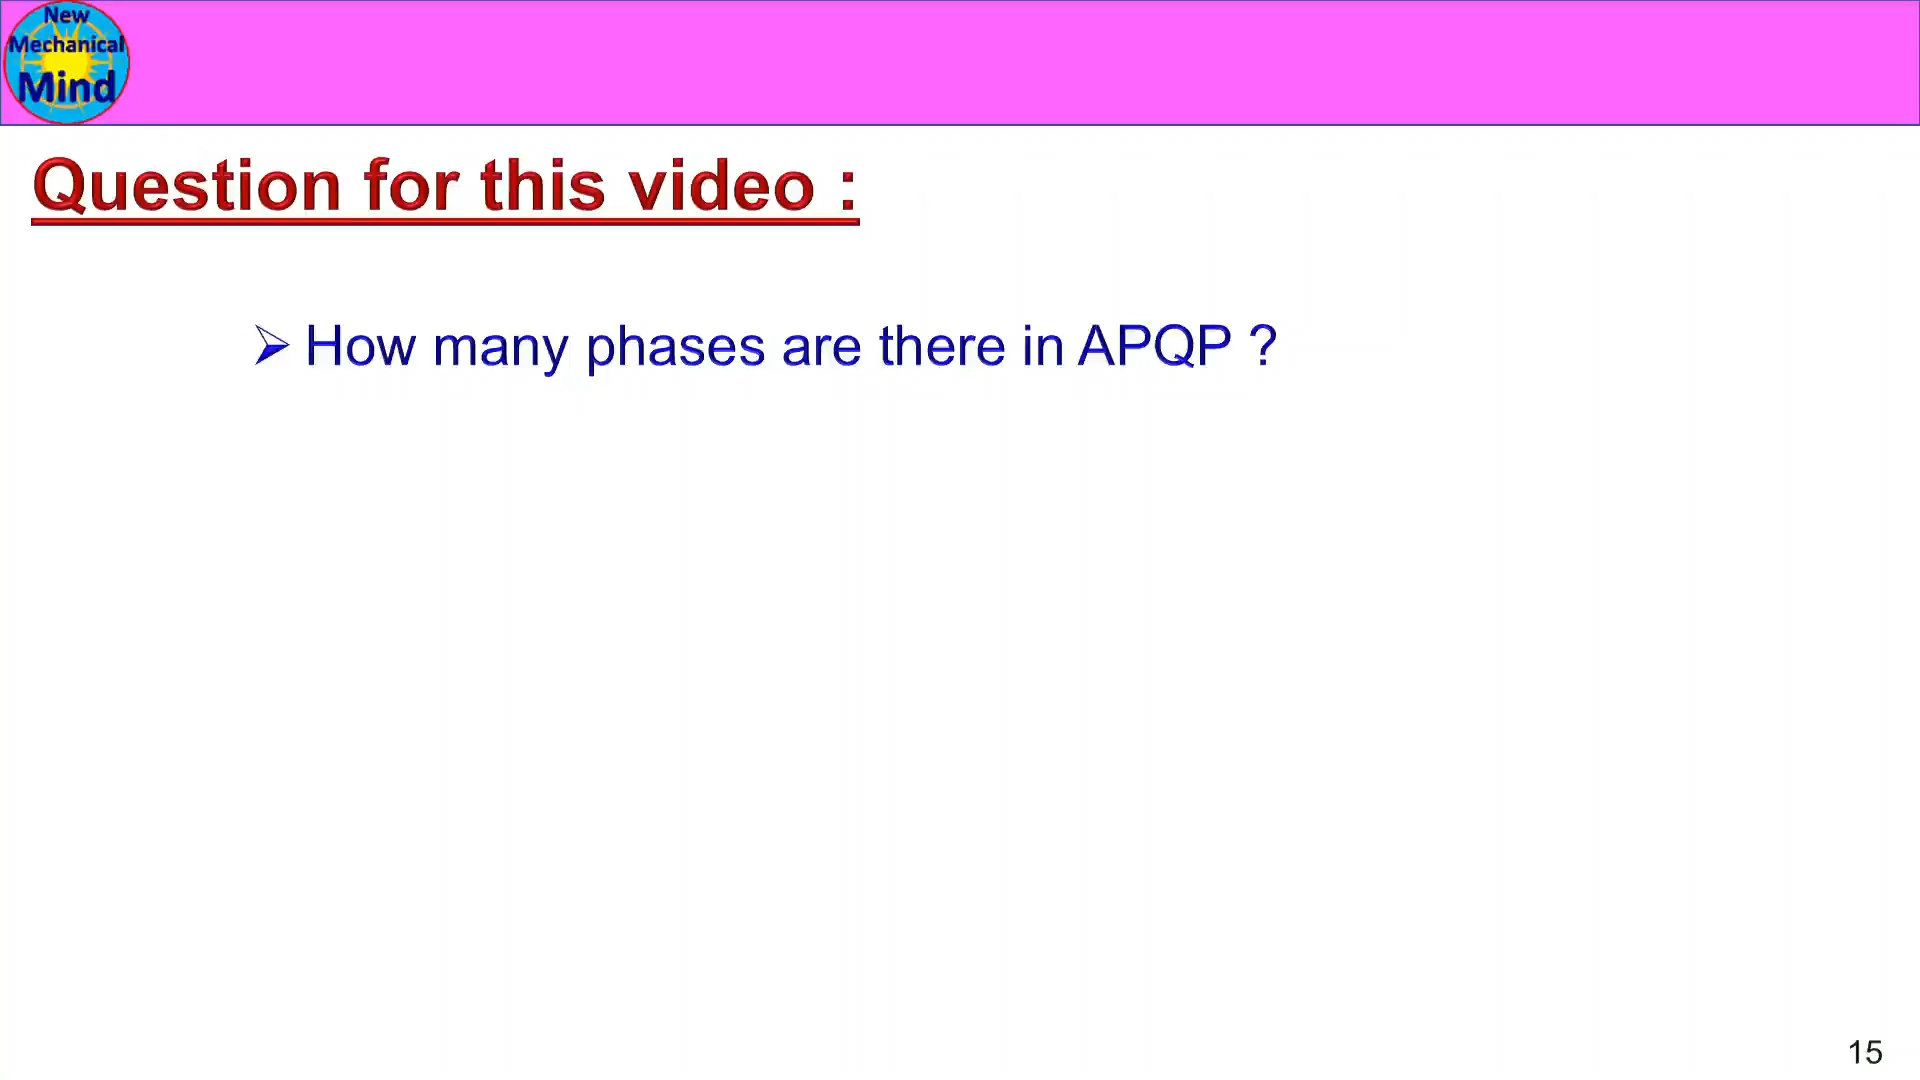 New
Mechanical
Mind
Question for this video :
➢ How many phases are there in APQP ?
15